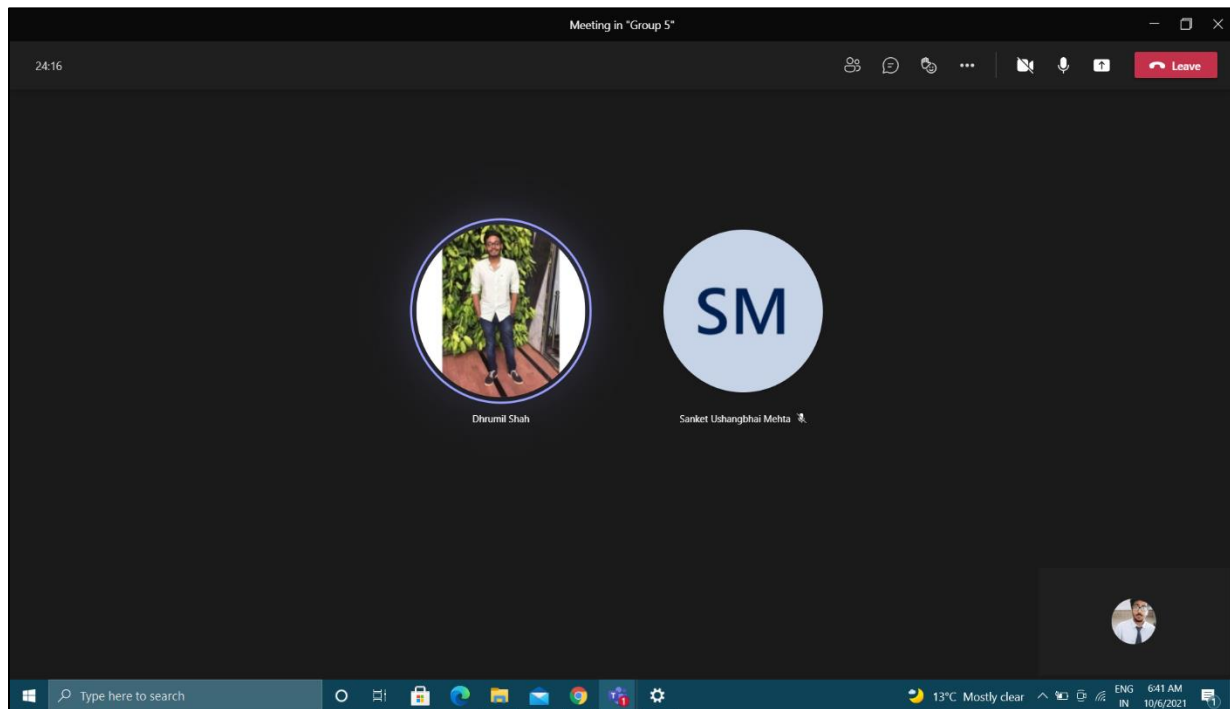 Meeting in "Group 5"
24:16
Leave
SM
Dhrumil Shah
Sanket Ushangbhai Mehta
Type here to search
13°C Mostly clear
ENG
IN
6:41 AM
10/6/2021
1